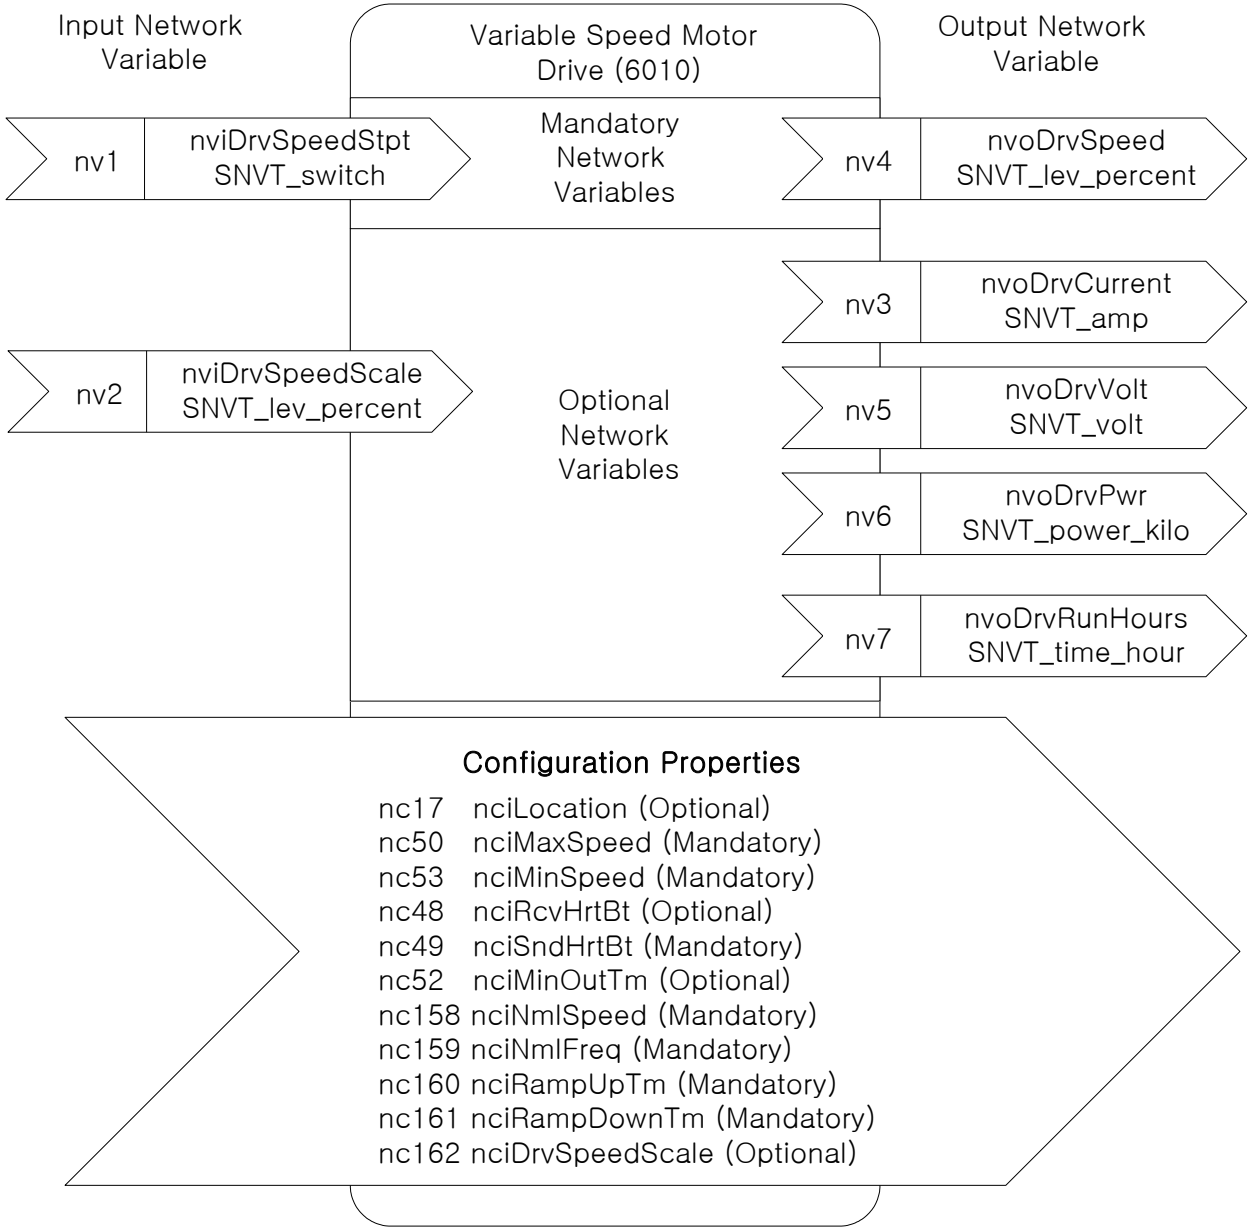 Input Network
Variable
Variable Speed Motor
Drive (6010)
Output Network
Variable
Mandatory
Network
Variables
nv1
nviDrvSpeedStpt
SNVT_switch
nv4
nvoDrvSpeed
SNVT_lev_percent
nv3
nvoDrvCurrent
SNVT_amp
nv2
nviDrvSpeedScale
SNVT_lev_percent
Optional
Network
Variables
nv5
nvoDrvVolt
SNVT_volt
nv6
nvoDrvPwr
SNVT_power_kilo
nv7
nvoDrvRunHours
SNVT_time_hour
Configuration Properties
nc17 nciLocation (Optional)
nc50 nciMaxSpeed (Mandatory)
nc53 nciMinSpeed (Mandatory)
nc48 nciRcvHrtBt (Optional)
nc49 nciSndHrtBt (Mandatory)
nc52 nciMinOutTm (Optional)
nc158 nciNmlSpeed (Mandatory)
nc159 nciNmlFreq (Mandatory)
nc160 nciRampUpTm (Mandatory)
nc161 nciRampDownTm (Mandatory)
nc162 nciDrvSpeedScale (Optional)